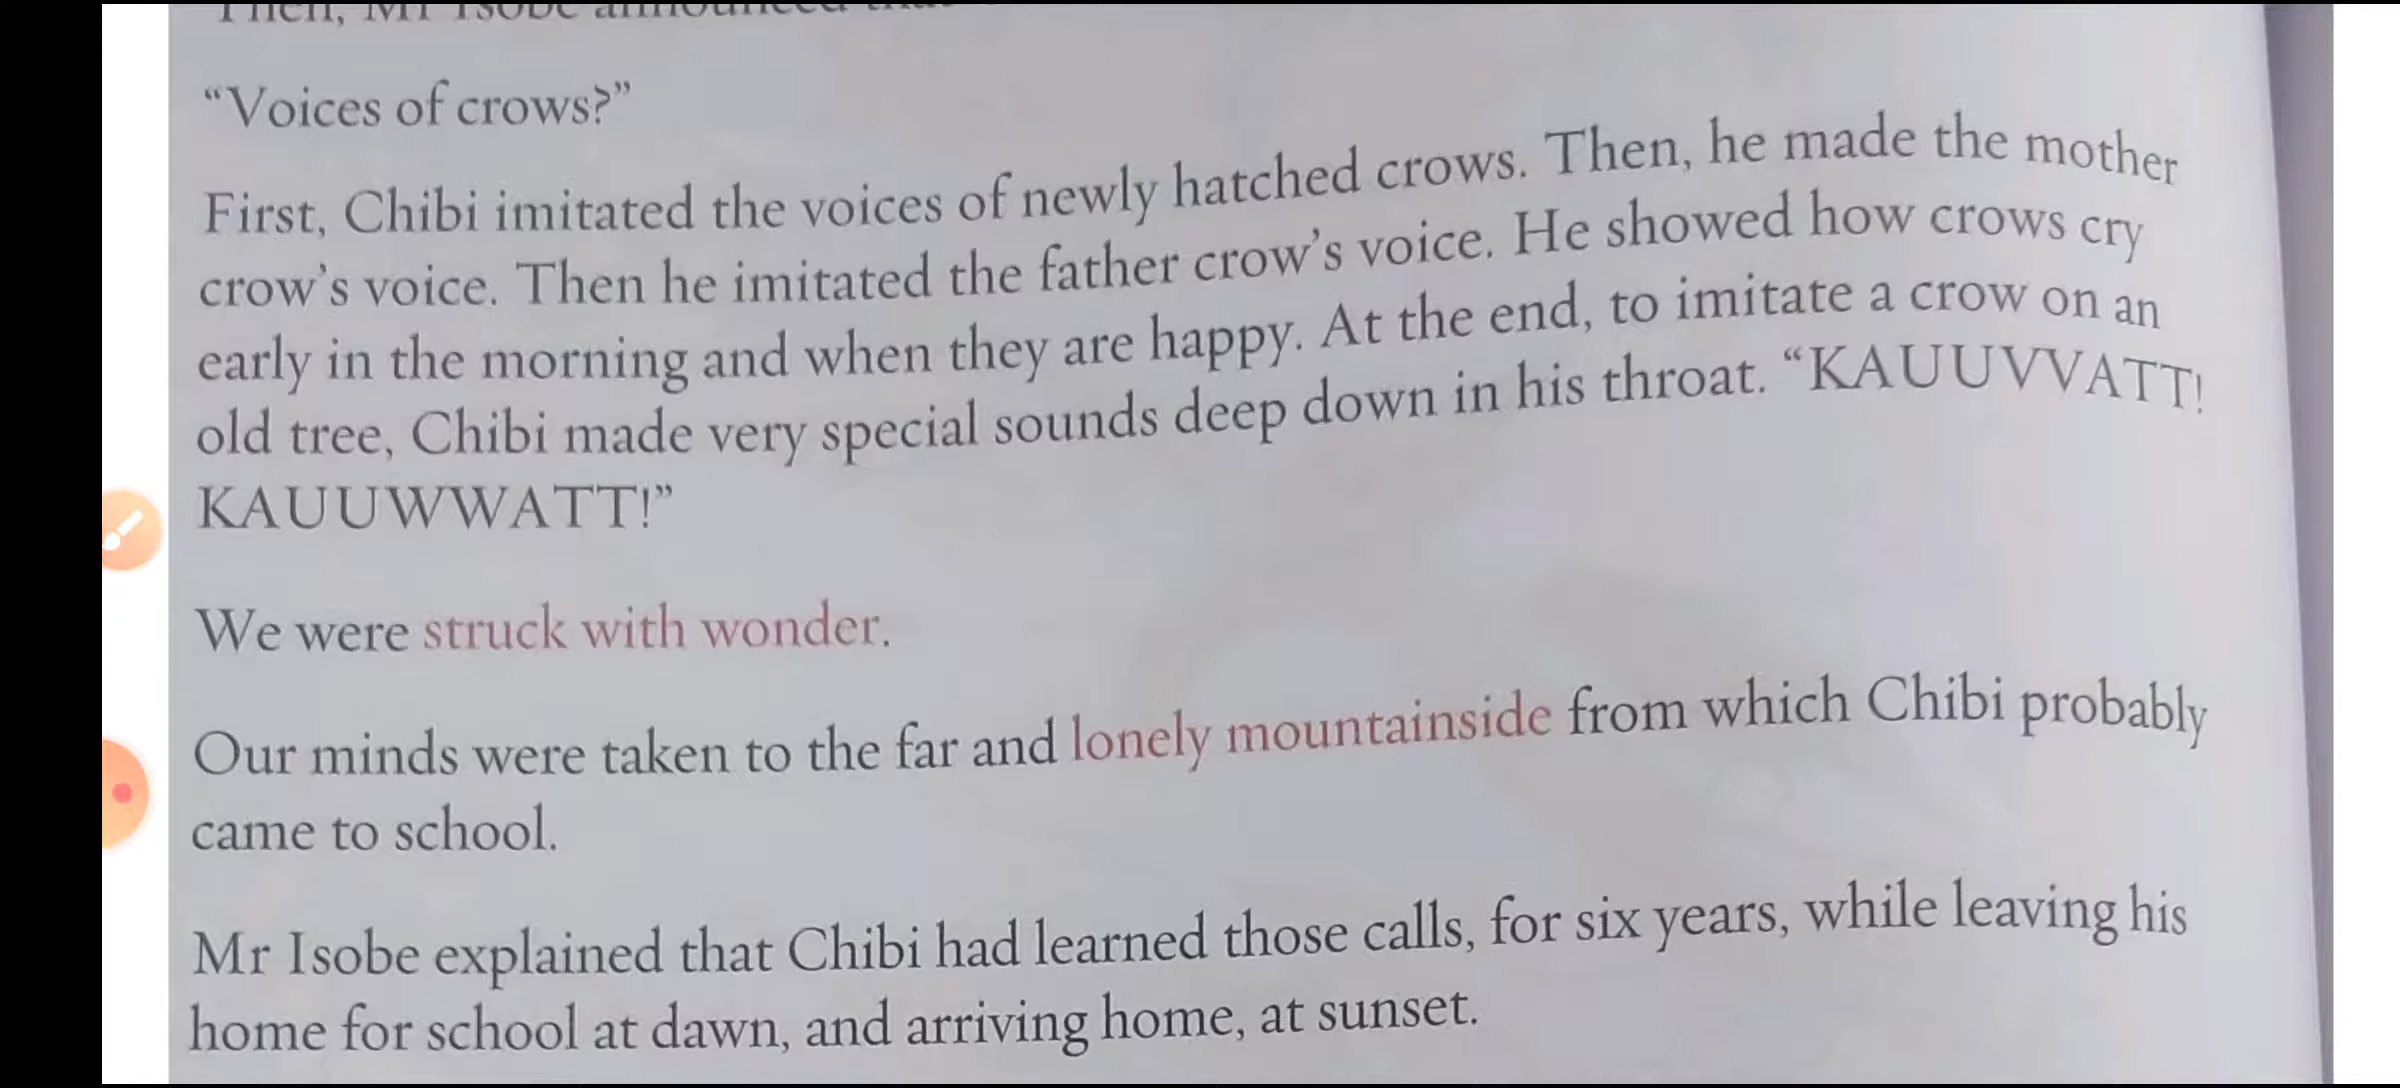 Then, Mr Isobe announced that
“Voices of crows?”
First, Chibi imitated the voices of newly hatched crows. Then, he made the mother
crow’s voice. Then he imitated the father crow’s voice. He showed how crows cry
early in the morning and when they are happy. At the end, to imitate a crow on an
old tree, Chibi made very special sounds deep down in his throat. “KAUUVVATT!
KAUUWWATT!”
We were struck with wonder.
Our minds were taken to the far and lonely mountainside from which Chibi probably
came to school.
Mr Isobe explained that Chibi had learned those calls, for six years, while leaving his
home for school at dawn, and arriving home, at sunset.